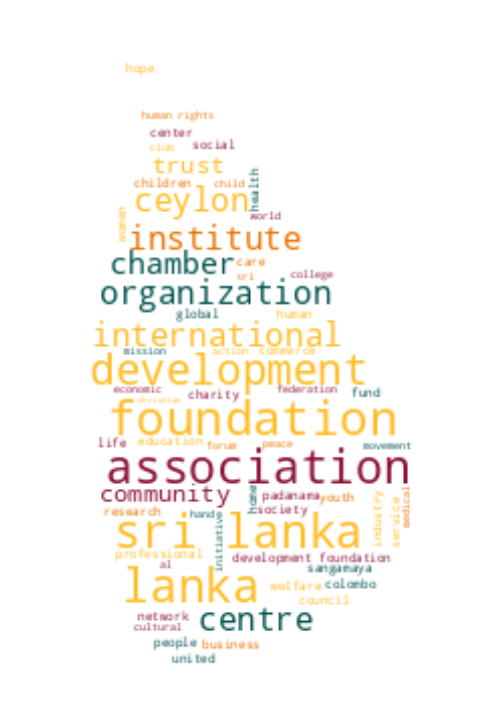 hope
human rights
center
club social
trust
children child
health
ceylon
women
world
institute
chamber care
sri college
organization
global human
international
mission action commerce
development
economic charity federation fund
christian
foundation
life education forum peace movement
association
community home padanama youth
industry service medical
research hand society
initiative
sri lanka
professional development foundation
al sangamaya
lanka welfare colombo
council
network centre
cultural
people business
united